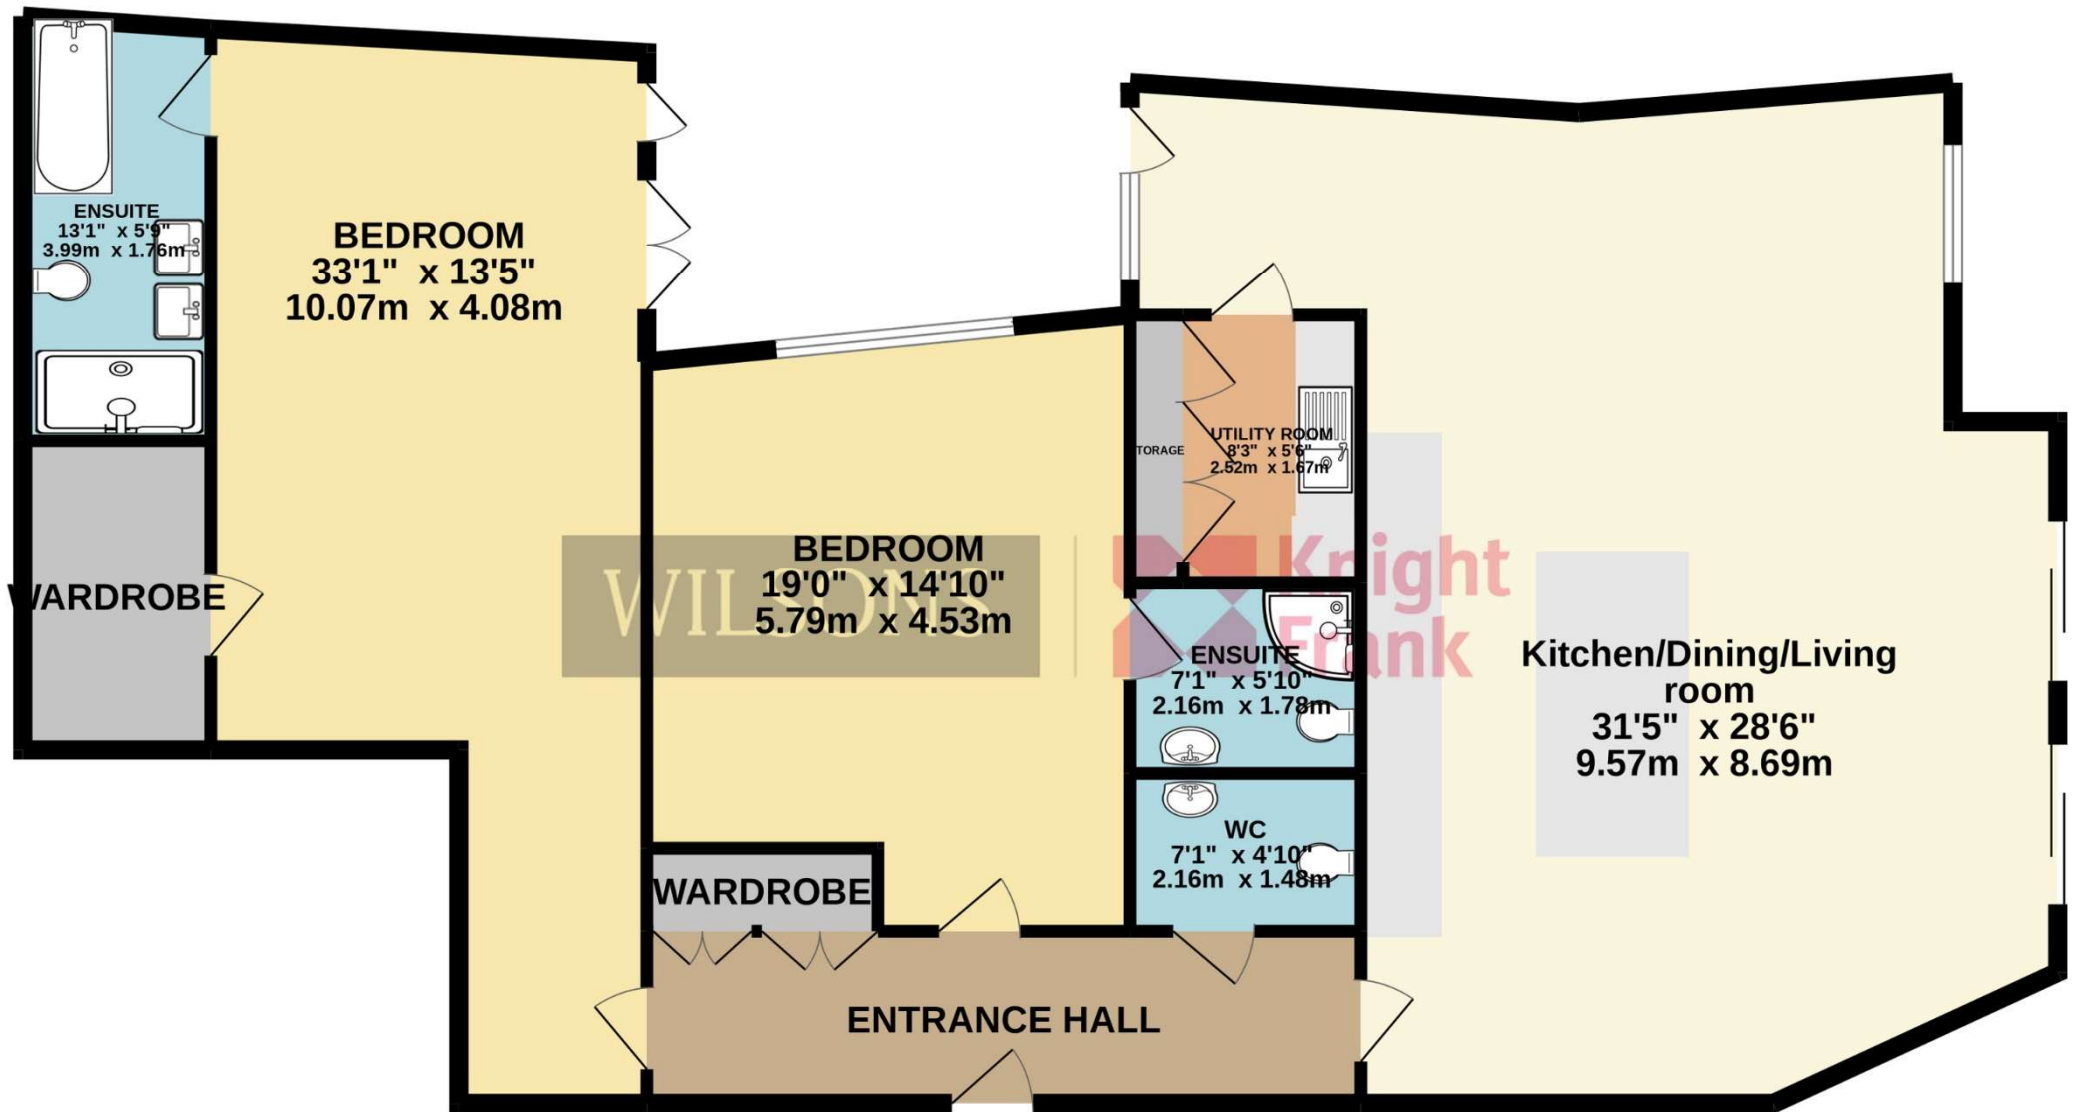 ENSUITE
13'1" x 5'9"
3.99m x 1.76m
BEDROOM
33'1" x 13'5"
10.07m x 4.08m
WARDROBE
BEDROOM
19'0" x 14'10"
5.79m x 4.53m
WILSONS
Knight
Frank
TORAGE
UTILITY ROOM
8'3" x 5'6"
2.52m x 1.67m
ENSUITE
7'1" x 5'10"
2.16m x 1.78m
WC
7'1" x 4'10"
2.16m x 1.48m
WARDROBE
ENTRANCE HALL
Kitchen/Dining/Living
room
31'5" x 28'6"
9.57m x 8.69m